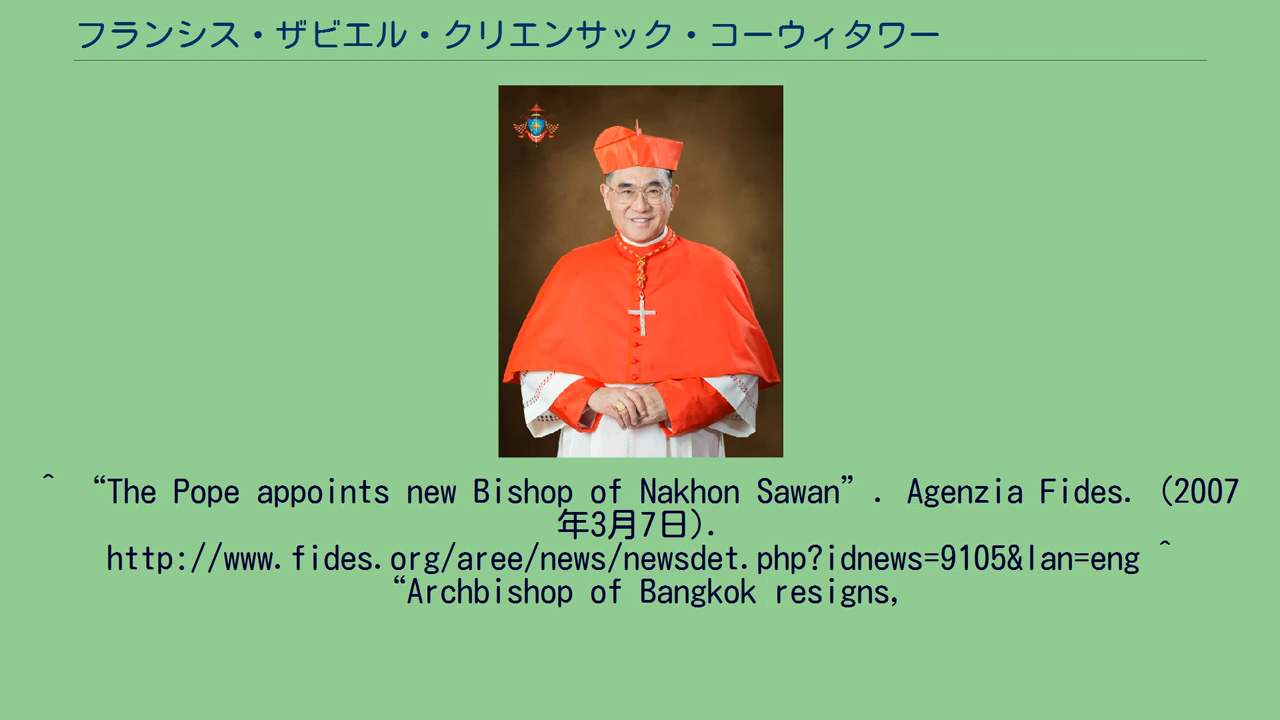 フランシス・ザビエル・クリエンサック・コーウィタワー
^ “The Pope appoints new Bishop of Nakhon Sawan”. Agenzia Fides. (2007
年3月7日).
http://www.fides.org/aree/news/newsdet.php?idnews=9105&lan=eng ^
“Archbishop of Bangkok resigns,